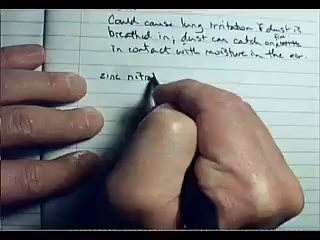 Could cause lung irritation if dust is
breathed in, dust can catch on fire
in contact with moisture in the air.
zinc nitra